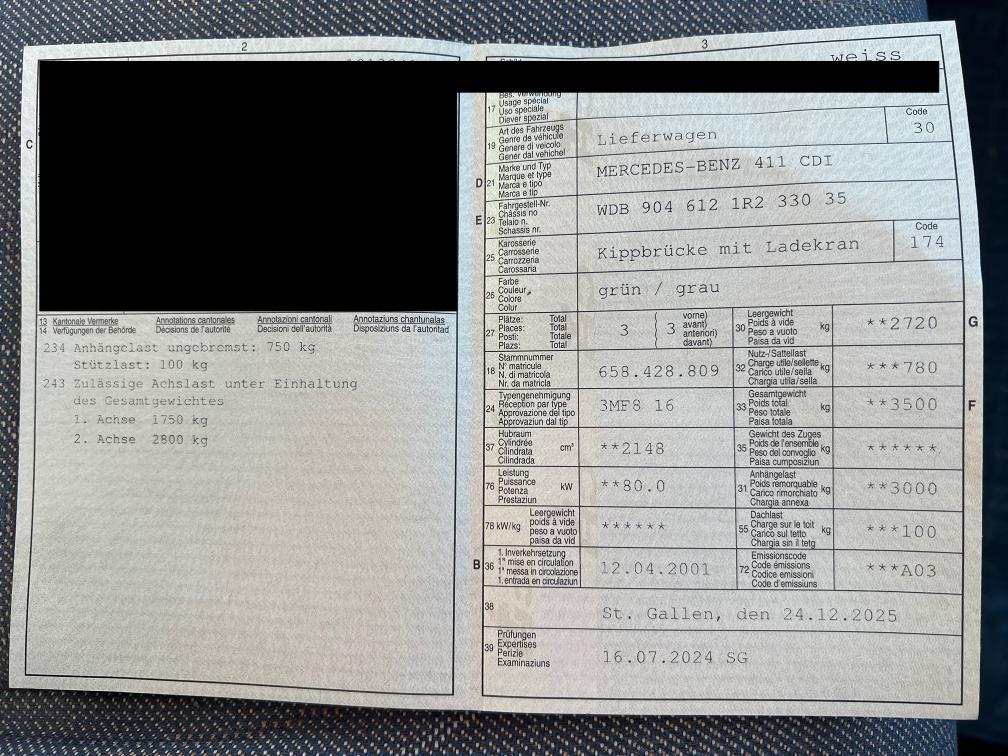 2
C
13 Kantonale Vermerke Annotations cantonales Annotazioni cantonali Annotaziuns chantunalas
14 Verfügungen der Behörde Décisions de l'autorité Decisioni dell'autorità Disposiziuns da l'autoritad
234 Anhängelast ungebremst: 750 kg
Stützlast: 100 kg
243 Zulässige Achslast unter Einhaltung
des Gesamtgewichtes
1. Achse 1750 kg
2. Achse 2800 kg
3
weiss
17
Bes. Verwendung
Usage spécial
Uso speciale
Diever spezial
19
Art des Fahrzeugs
Genre de véhicule
Genere di veicolo
Gener dal vehichel
Lieferwagen
Code
30
D 21
Marke und Typ
Marque et type
Marca e tipo
Marca e tip
MERCEDES-BENZ 411 CDI
E 23
Fahrgestell-Nr.
Châssis no
Telaio n.
Schassis nr.
WDB 904 612 1R2 330 35
25
Karosserie
Carrosserie
Carrozzeria
Carossaria
Kippbrücke mit Ladekran
Code
174
26
Farbe
Couleur
Colore
Colur
grün / grau
27
Plätze: Total
Places: Total
Posti: Totale
Plazs: Total
3 ( 3
vorne)
avant)
anteriori)
davant)
30
Leergewicht
Poids à vide
Peso a vuoto
Paisa da vid
kg
**2720
G
18
Stammnummer
N° matricule
N. di matricola
Nr. da matricla
658.428.809
32
Nutz-/Sattellast
Charge utile/sellette
Carico utile/sella
Chargia utila/sella
kg
***780
24
Typengenehmigung
Réception par type
Approvazione del tipo
Approvaziun dal tip
3MF8 16
33
Gesamtgewicht
Poids total
Peso totale
Paisa totala
kg
**3500
F
37
Hubraum
Cylindrée
Cilindrata
Cilindrada
cm³
**2148
35
Gewicht des Zuges
Poids de l'ensemble
Peso del convoglio
Paisa cumposiziun
kg
******
76
Leistung
Puissance
Potenza
Prestaziun
kW
**80.0
31
Anhängelast
Poids remorquable
Carico rimorchiato
Chargia annexa
kg
**3000
78 kW/kg
Leergewicht
poids à vide
peso a vuoto
paisa da vid
******
55
Dachlast
Charge sur le toit
Carico sul tetto
Chargia sin il tetg
kg
***100
B 36
1. Inverkehrsetzung
1re mise en circulation
1a messa in circolazione
1. entrada en circulaziun
12.04.2001
72
Emissionscode
Code émissions
Codice emissioni
Code d'emissiuns
***A03
38
St. Gallen, den 24.12.2025
39
Prüfungen
Expertises
Perizie
Examinaziuns
16.07.2024 SG